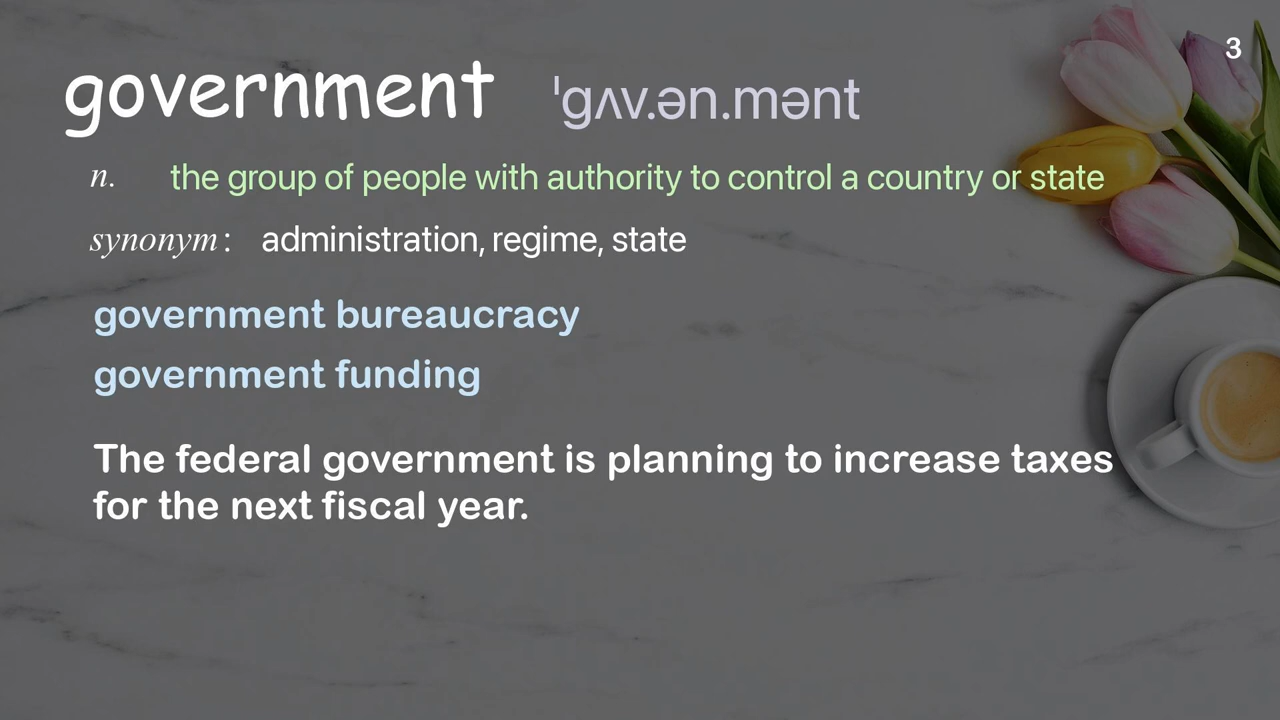 3
government ˈɡʌv.ən.mənt
n. the group of people with authority to control a country or state
synonym : administration, regime, state
government bureaucracy
government funding
The federal government is planning to increase taxes
for the next fiscal year.